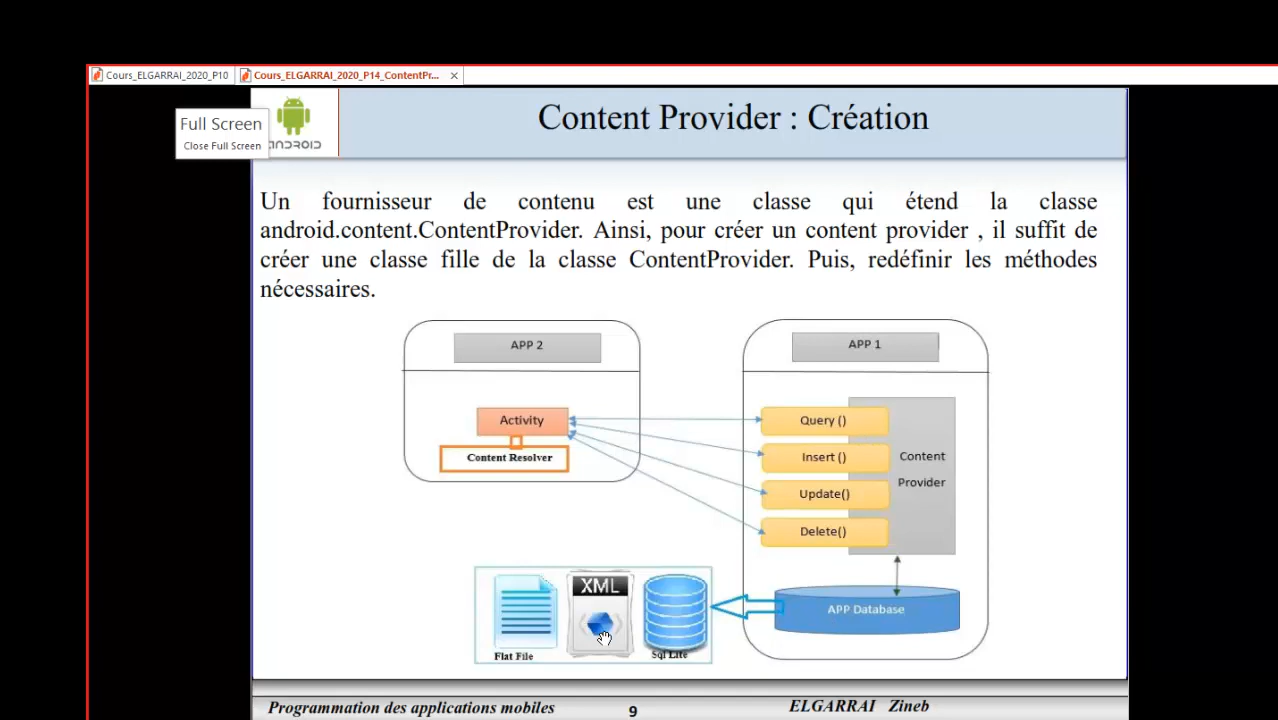 Cours_ELGARRAI_2020_P10
Cours_ELGARRAI_2020_P14_ContentPr...
Full Screen
Close Full Screen
ANDROID
Content Provider : Création
Un fournisseur de contenu est une classe qui étend la classe
android.content.ContentProvider. Ainsi, pour créer un content provider , il suffit de
créer une classe fille de la classe ContentProvider. Puis, redéfinir les méthodes
nécessaires.
APP 2
APP 1
Activity
Content Resolver
Query ()
Insert ()
Update()
Delete()
Content
Provider
APP Database
XML
Flat File
Sql Lite
Programmation des applications mobiles
9
ELGARRAI Zineb